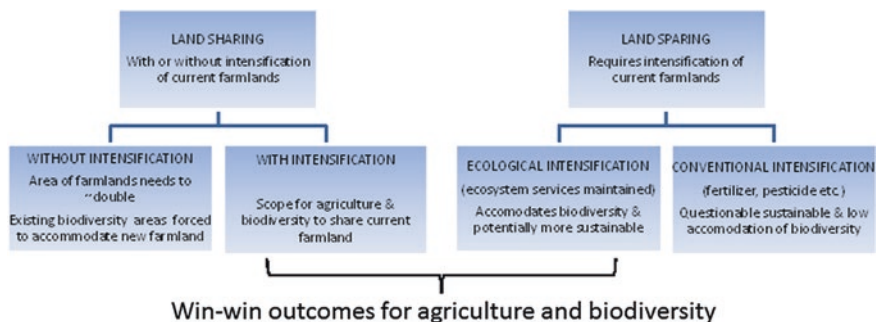 LAND SHARING
With or without intensification
of current farmlands
LAND SPARING
Requires intensification of
current farmlands
WITHOUT INTENSIFICATION
Area of farmlands needs to
~double
Existing biodiversity areas forced
to accommodate new farmland
WITH INTENSIFICATION
Scope for agriculture &
biodiversity to share current
farmland
ECOLOGICAL INTENSIFICATION
(ecosystem services maintained)
Accomodates biodiversity &
potentially more sustainable
CONVENTIONAL INTENSIFICATION
(fertilizer, pesticide etc.)
Questionable sustainable & low
accomodation of biodiversity
Win-win outcomes for agriculture and biodiversity